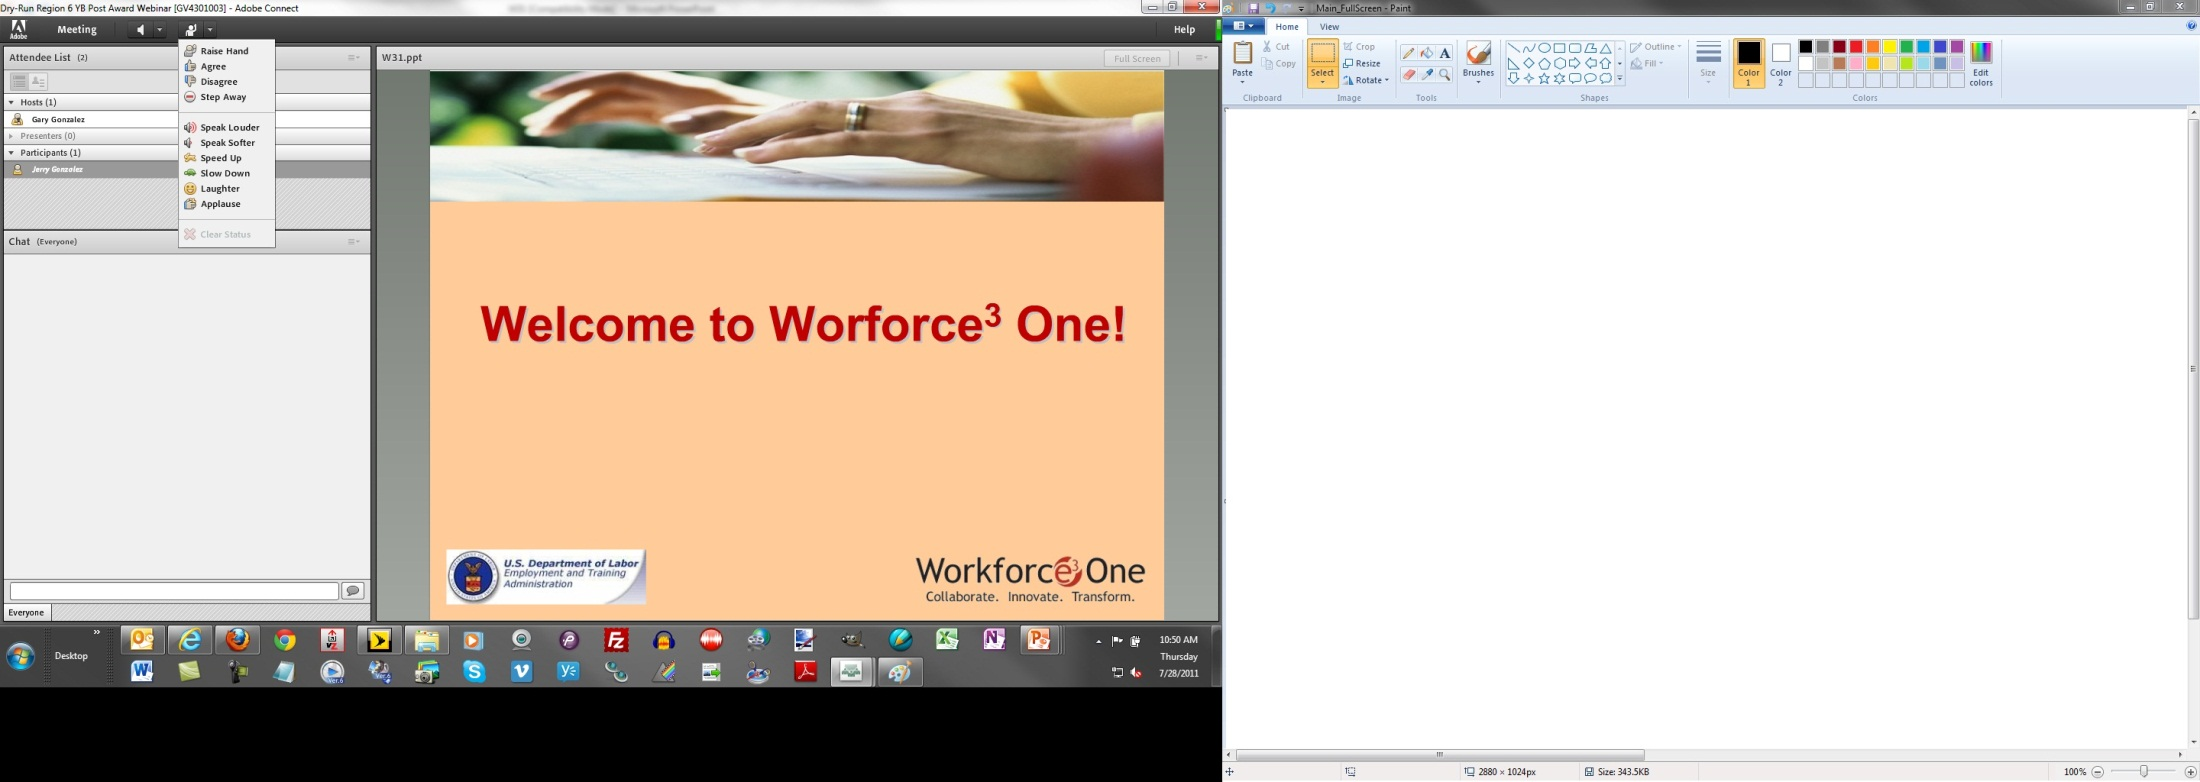 Dry-Run Region 6 YB Post Award Webinar [GV4301003] - Adobe Connect
Adobe
Meeting
Help
Attendee List (2)
Hosts (1)
Gary Gonzalez
Presenters (0)
Participants (1)
Jerry Gonzalez
Raise Hand
Agree
Disagree
Step Away
Speak Louder
Speak Softer
Speed Up
Slow Down
Laughter
Applause
Clear Status
Chat (Everyone)
Everyone
W31.ppt
Full Screen
Welcome to Worforce³ One!
U.S. Department of Labor
Employment and Training
Administration
Workforce³One
Collaborate. Innovate. Transform.
Desktop
10:50 AM
Thursday
7/28/2011
Main_FullScreen - Paint
Home
View
Paste
Cut
Copy
Clipboard
Select
Crop
Resize
Rotate
Image
Tools
Brushes
Shapes
Outline
Fill
Size
Color
1
Color
2
Edit
colors
Colors
2880 × 1024px
Size: 343.5KB
100%